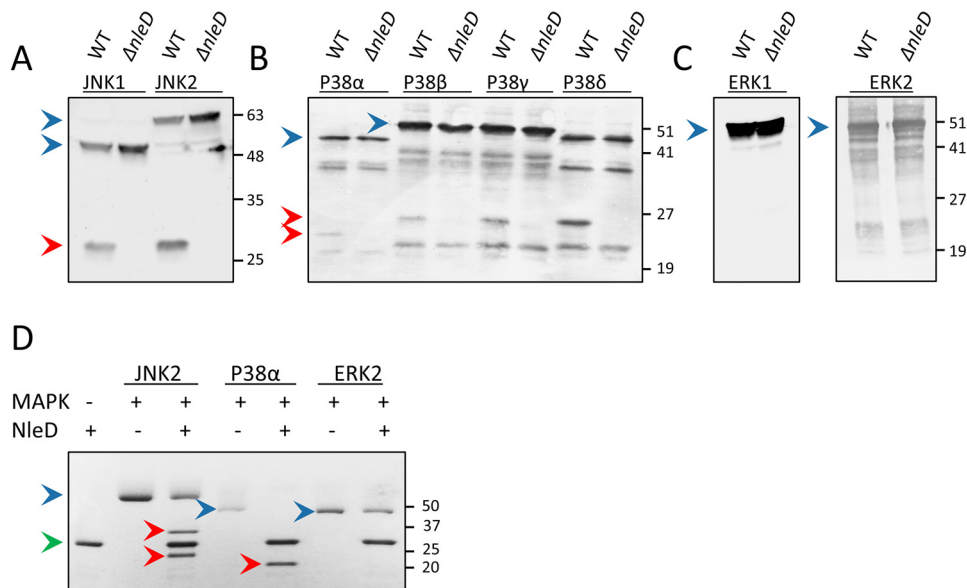 A
WT ΔnleD WT ΔnleD
JNK1 JNK2
63
48
35
25
B
WT ΔnleD WT ΔnleD WT ΔnleD WT ΔnleD
P38α P38β P38γ P38δ
51
41
27
19
C
WT ΔnleD WT ΔnleD
ERK1 ERK2
51
41
27
19
D
JNK2 P38α ERK2
MAPK - + + + + + +
NleD + - + - + - +
50
37
25
20